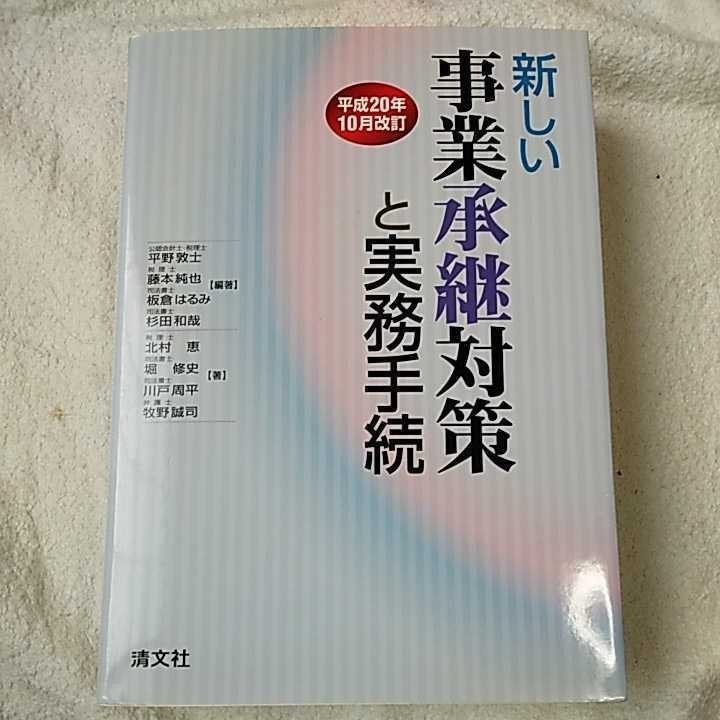 新しい
事業承継対策
と実務手続
平成20年
10月改訂
公認会計士・税理士
平野敦士
税理士
藤本純也
司法書士
板倉はるみ
司法書士
杉田和哉
【編著】
税理士
北村 恵
司法書士
堀 修史
司法書士
川戸周平
弁護士
牧野誠司
【著】
清文社